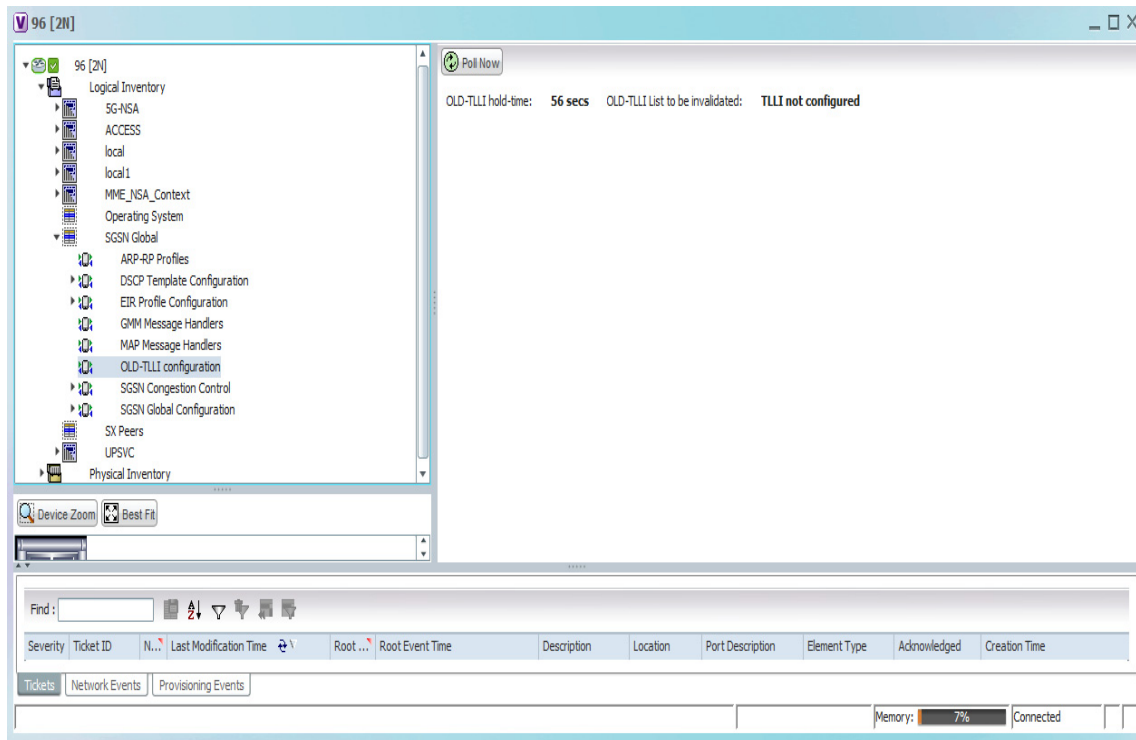 96 [2N]
96 [2N]
Logical Inventory
5G-NSA
ACCESS
local
local1
MME_NSA_Context
Operating System
SGSN Global
ARP-RP Profiles
DSCP Template Configuration
EIR Profile Configuration
GMM Message Handlers
MAP Message Handlers
OLD-TLLI configuration
SGSN Congestion Control
SGSN Global Configuration
SX Peers
UPSVC
Physical Inventory
Device Zoom Best Fit
Poll Now
OLD-TLLI hold-time: 56 secs OLD-TLLI List to be invalidated: TLLI not configured
Find :
Severity Ticket ID N... Last Modification Time Root ... Root Event Time Description Location Port Description Element Type Acknowledged Creation Time
Tickets Network Events Provisioning Events
Memory: 7% Connected